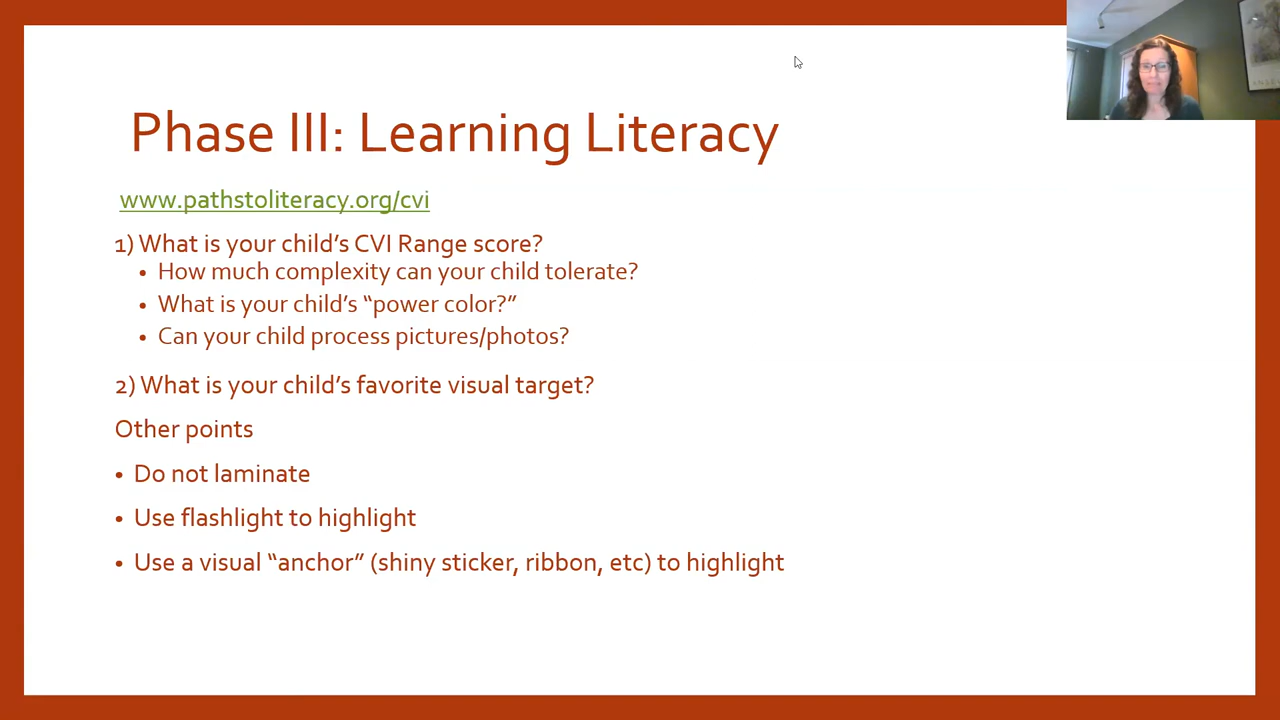 Phase III: Learning Literacy
www.pathstoliteracy.org/cvi
1) What is your child's CVI Range score?
• How much complexity can your child tolerate?
• What is your child's “power color?”
• Can your child process pictures/photos?
2) What is your child's favorite visual target?
Other points
• Do not laminate
• Use flashlight to highlight
• Use a visual “anchor” (shiny sticker, ribbon, etc) to highlight